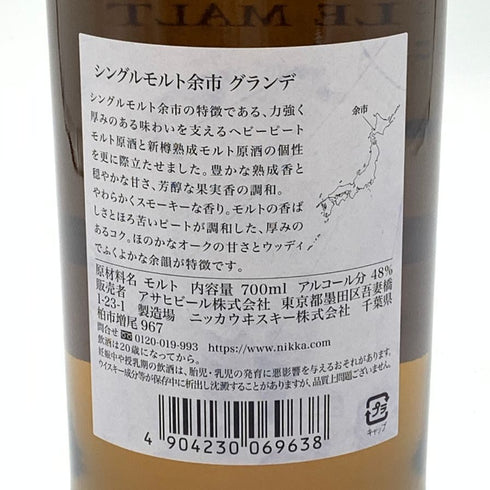 LE MALT
シングルモルト余市 グランデ
シングルモルト余市の特徴である、力強く
厚みのある味わいを支えるヘビーピート
モルト原酒と新樽熟成モルト原酒の個性
を更に際立たせました。豊かな熟成香と
穏やかな甘さ、芳醇な果実香の調和。
やわらかくスモーキーな香り。モルトの香ば
しさとほろ苦いピートが調和した、厚みの
あるコク。ほのかなオークの甘さとウッディ
でふくよかな余韻が特徴です。
余市
原材料名 モルト 内容量 700ml アルコール分 48%
販売者 アサヒビール株式会社 東京都墨田区吾妻橋
1-23-1 製造場 ニッカウヰスキー株式会社 千葉県
柏市増尾 967
問合せ 0120-019-993 https://www.nikka.com
飲酒は20歳になってから。
妊娠中や授乳期の飲酒は、胎児・乳児の発育に悪影響を与えるおそれがあります。
ウイスキー成分等が保存中に析出し沈澱することがありますが、品質上問題ございません。
4 904230 069638
プラ
キャップ